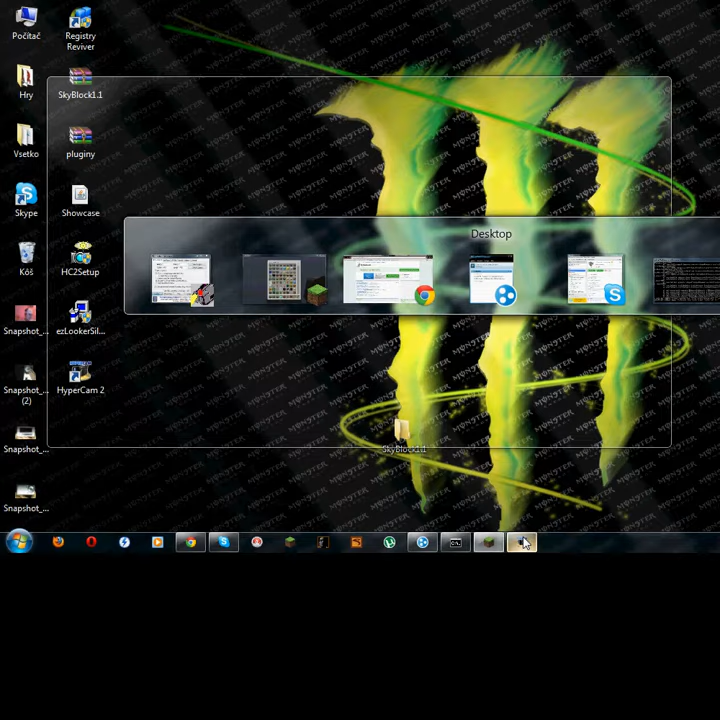 Počítač
Registry
Reviver
Hry
SkyBlock1.1
Vsetko
pluginy
Skype
Showcase
Kôš
HC2Setup
Snapshot_...
ezLookerSil...
Snapshot_...
(2)
HyperCam 2
Snapshot_...
Snapshot_...
Desktop
SkyBlock1.1
MONSTER
C:\.